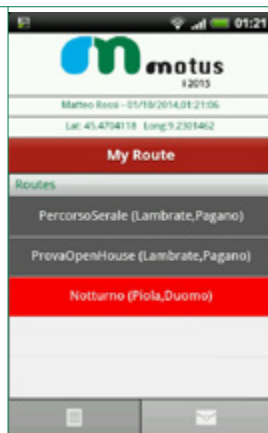 01:21
motus
i2015
Matteo Rossi - 01/10/2014,01:21:06
Lat: 45.4704118 Long:9.2301462
My Route
Routes
PercorsoSerale (Lambrate,Pagano)
ProvaOpenHouse (Lambrate,Pagano)
Notturno (Piola,Duomo)